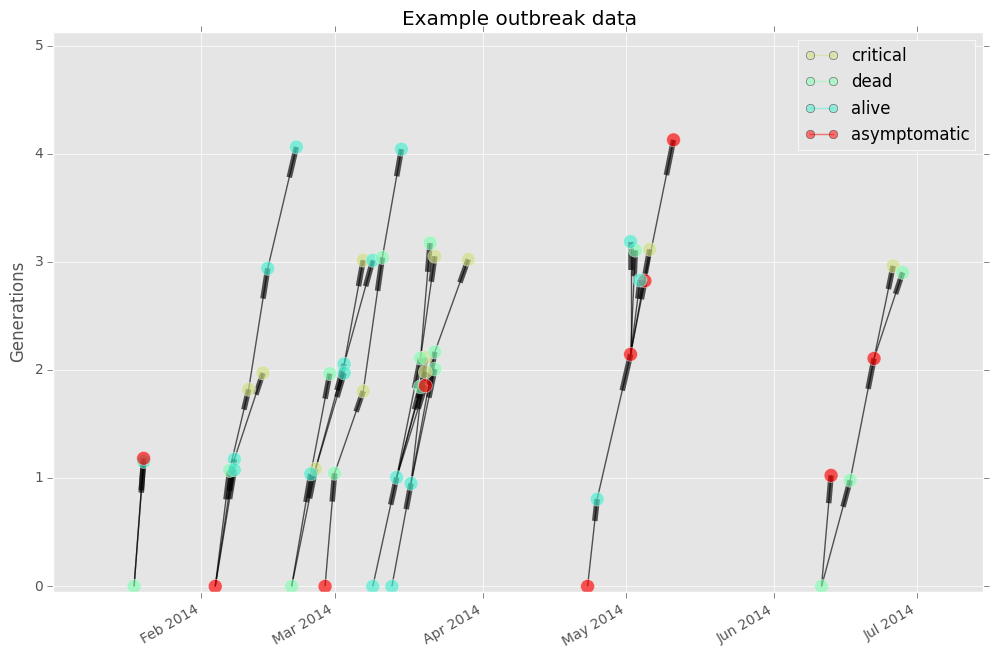 Example outbreak data
critical
dead
alive
asymptomatic
Generations
5
4
3
2
1
0
Feb 2014
Mar 2014
Apr 2014
May 2014
Jun 2014
Jul 2014